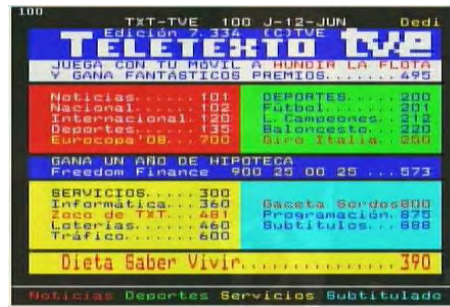 100
TXT-TVE 100 J-12-JUN Dedi
Edición 7.334 (C)TVE
TELETEXTO tve
JUEGA CON TU MOVIL A HUNDIR LA FLOTA
Y GANA FANTÁSTICOS PREMIOS.....495
Noticias......101
Nacional......102
Internacional.120
Deportes......135
Eurocopa'08...700
DEPORTES....200
Fútbol......201
L.Campeones.212
Baloncesto..220
Giro Italia.
GANA UN AÑO DE HIPOTECA
Freedom Finance 900 25 00 25 ...573
SERVICIOS....300
Informática..360
Zoco de TXT..481
Loterías.....460
Tráfico......600
Gaceta Sordos800
Programación.875
Subtítulos...888
Dieta Saber Vivir.............390
Noticias Deportes Servicios Subtitulado